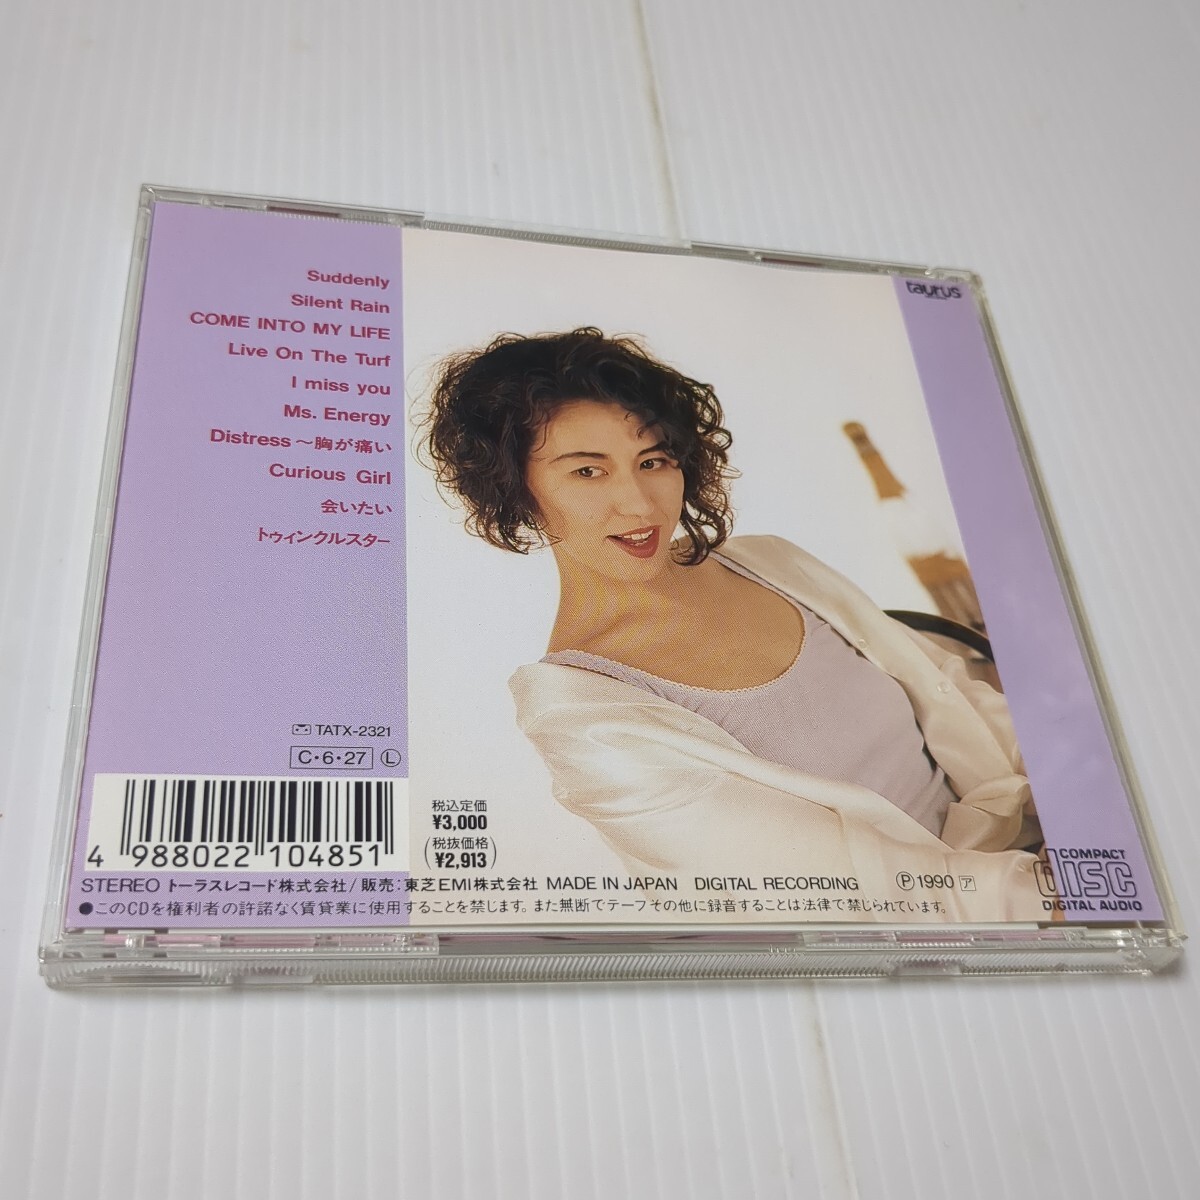 Suddenly
Silent Rain
COME INTO MY LIFE
Live On The Turf
I miss you
Ms. Energy
Distress〜胸が痛い
Curious Girl
会いたい
トゥインクルスター
taurus
TATX-2321
C・6・27 Ⓛ
4 988022 104851
税込定価
¥3,000
(税抜価格
¥2,913)
STEREO トーラスレコード株式会社/販売:東芝EMI株式会社 MADE IN JAPAN DIGITAL RECORDING Ⓟ1990 ア
●このCDを権利者の許諾なく賃貸業に使用することを禁じます。また無断でテープその他に録音することは法律で禁じられています。
COMPACT
disc
DIGITAL AUDIO